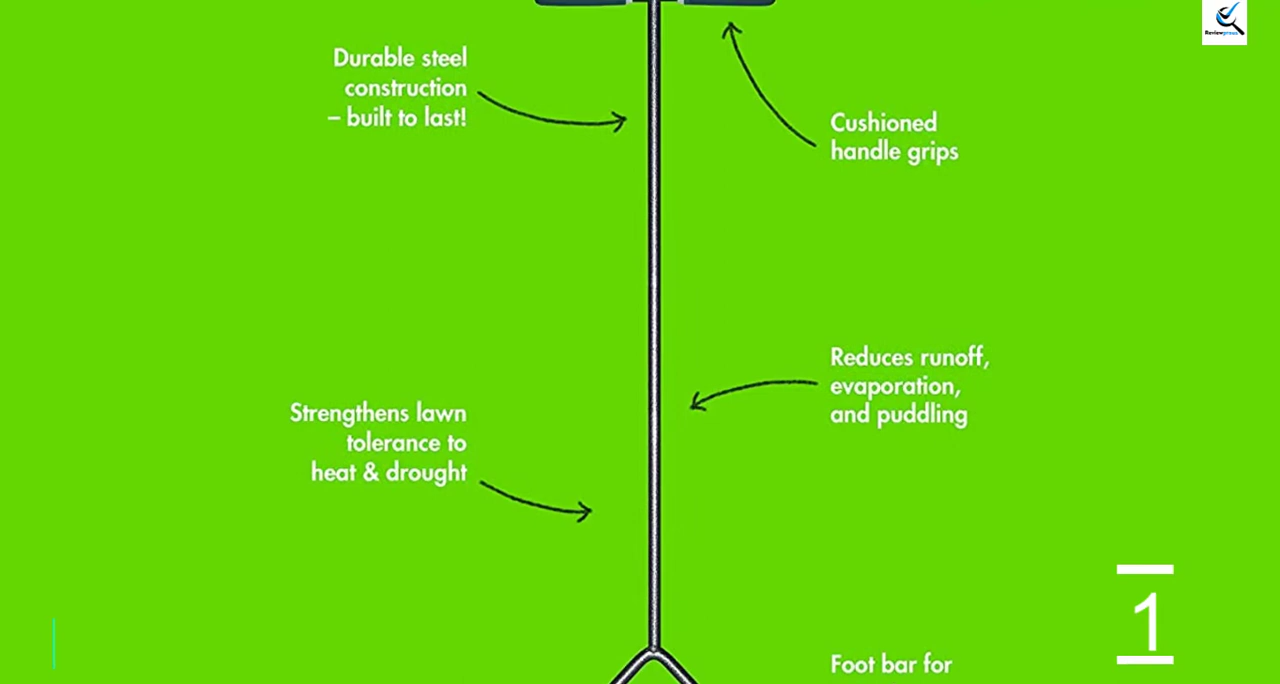 Durable steel
construction
– built to last!
Cushioned
handle grips
Reduces runoff,
evaporation,
and puddling
Strengthens lawn
tolerance to
heat & drought
Foot bar for
1
Reviewpress